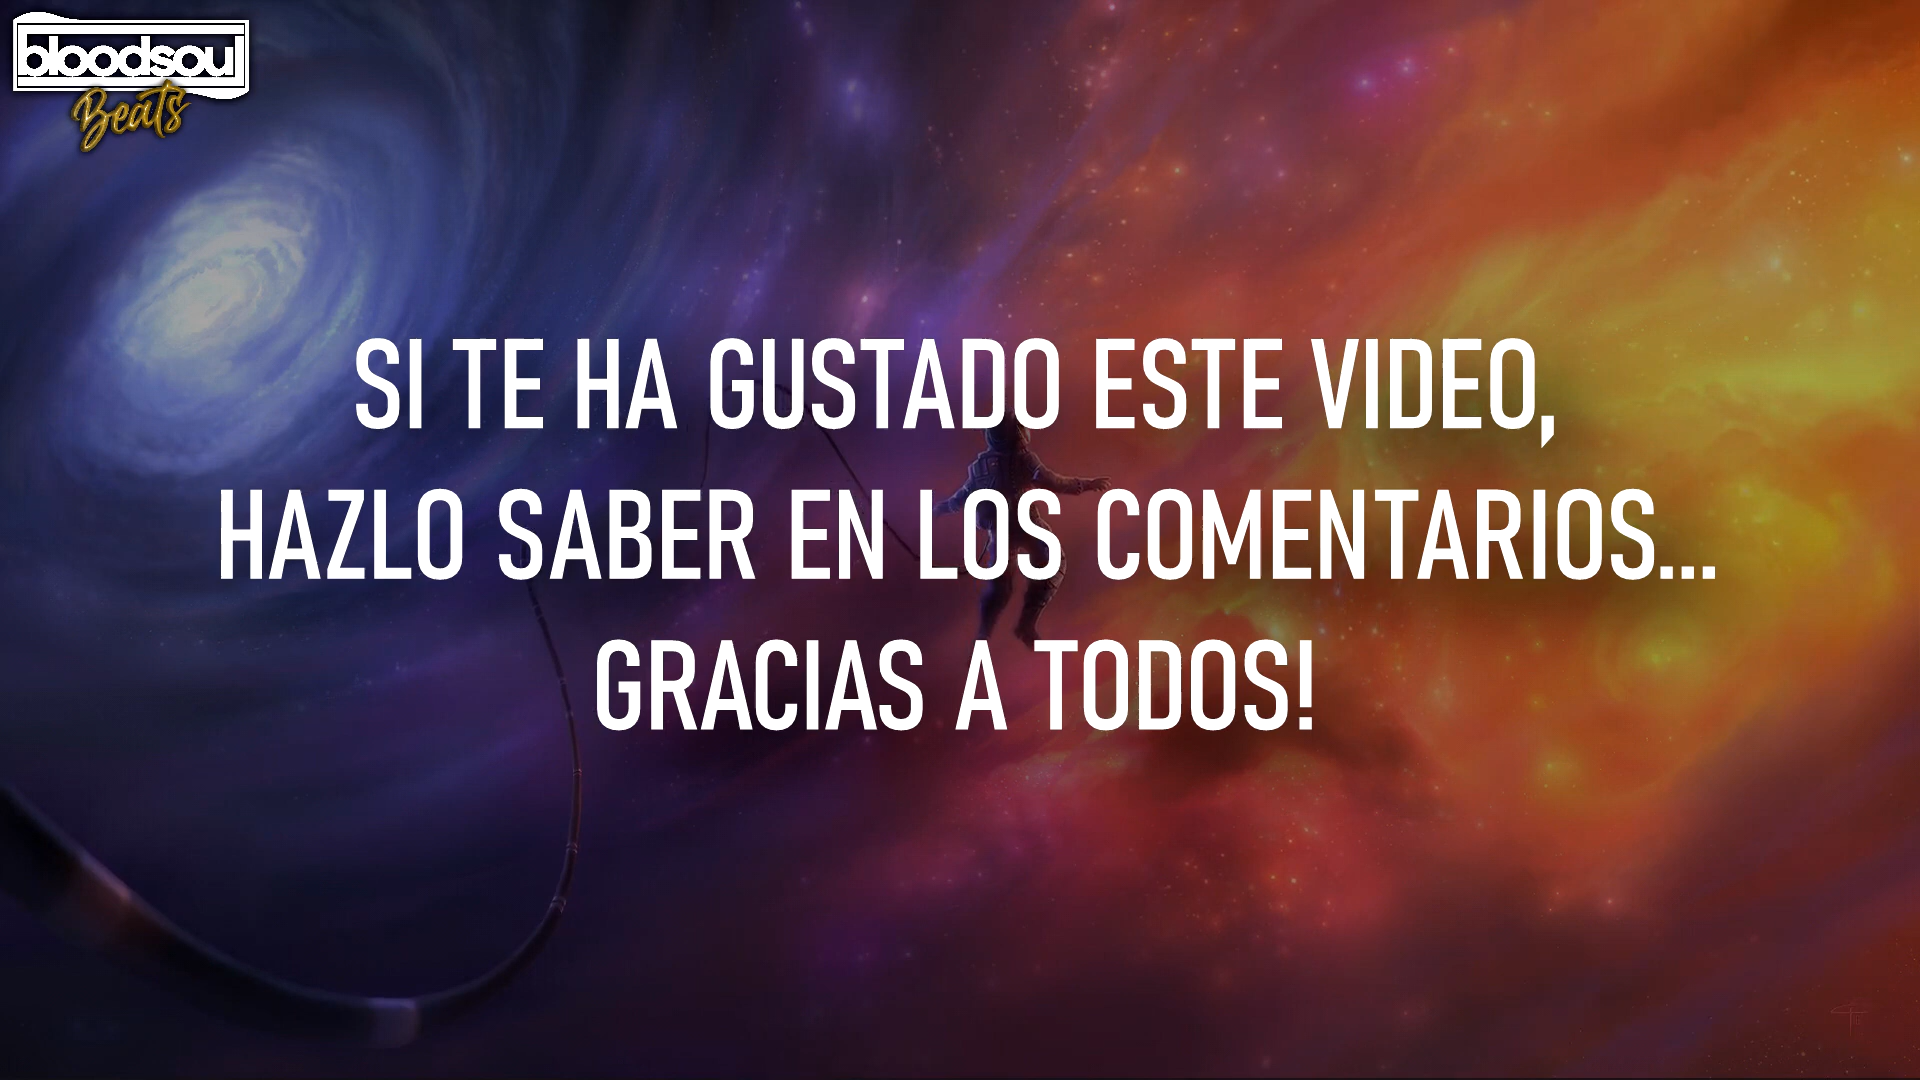 bloodsoul
Beats
SI TE HA GUSTADO ESTE VIDEO,
HAZLO SABER EN LOS COMENTARIOS...
GRACIAS A TODOS!